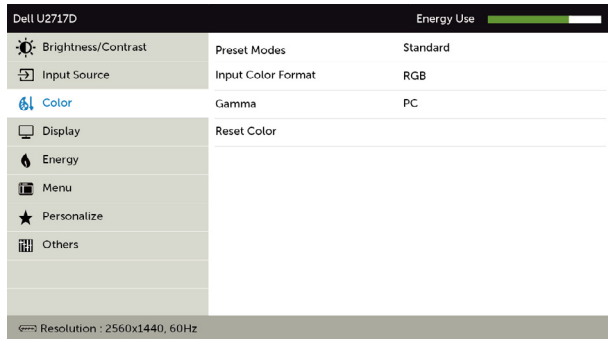 Dell U2717D Energy Use
Brightness/Contrast
Input Source
Color
Display
Energy
Menu
Personalize
Others
Preset Modes Standard
Input Color Format RGB
Gamma PC
Reset Color
Resolution : 2560x1440, 60Hz